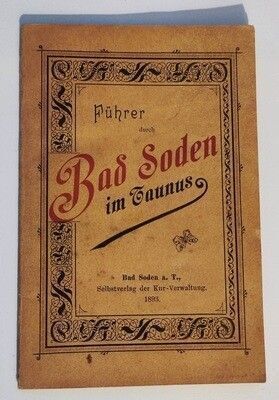 Führer
durch
Bad Soden
im Taunus
Bad Soden a. T.,
Selbstverlag der Kur-Verwaltung.
1893.